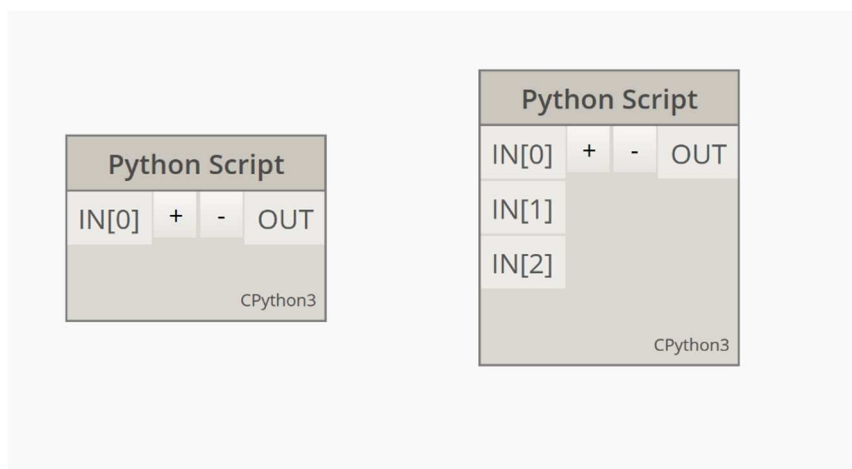 Python Script
IN[0] + - OUT
CPython3
Python Script
IN[0] + - OUT
IN[1]
IN[2]
CPython3